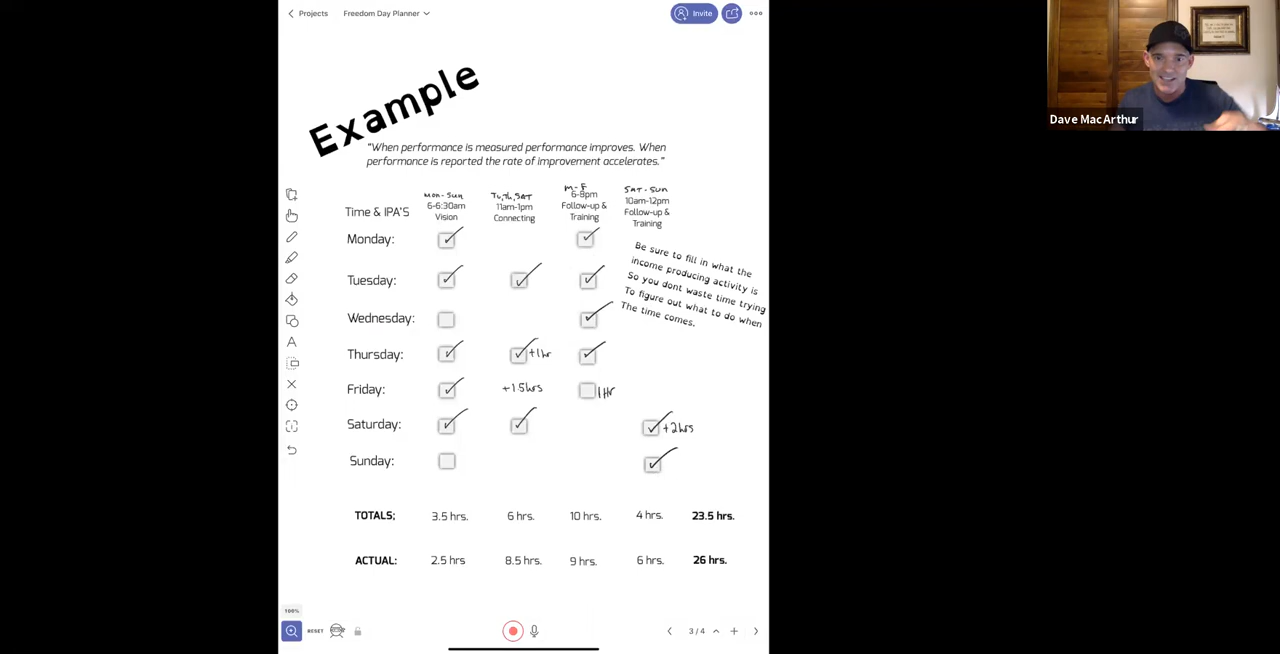 Projects
Freedom Day Planner
Invite
Example
"When performance is measured performance improves. When
performance is reported the rate of improvement accelerates."
Time & IPA'S
Mon-Sun
6-6:30am
Vision
Tu, Th, SAT
11am-1pm
Connecting
M-F
6-8pm
Follow-up &
Training
SAT-SUN
10am-12pm
Follow-up &
Training
Monday:
Be sure to fill in what the
income producing activity is
So you dont waste time trying
To figure out what to do when
The time comes.
Tuesday:
Wednesday:
Thursday:
+1hr
Friday:
+1.5hrs
1Hr
Saturday:
+2hrs
Sunday:
TOTALS; 3.5 hrs. 6 hrs. 10 hrs. 4 hrs. 23.5 hrs.
ACTUAL: 2.5 hrs 8.5 hrs. 9 hrs. 6 hrs. 26 hrs.
100%
RESET
3 / 4
Dave MacArthur